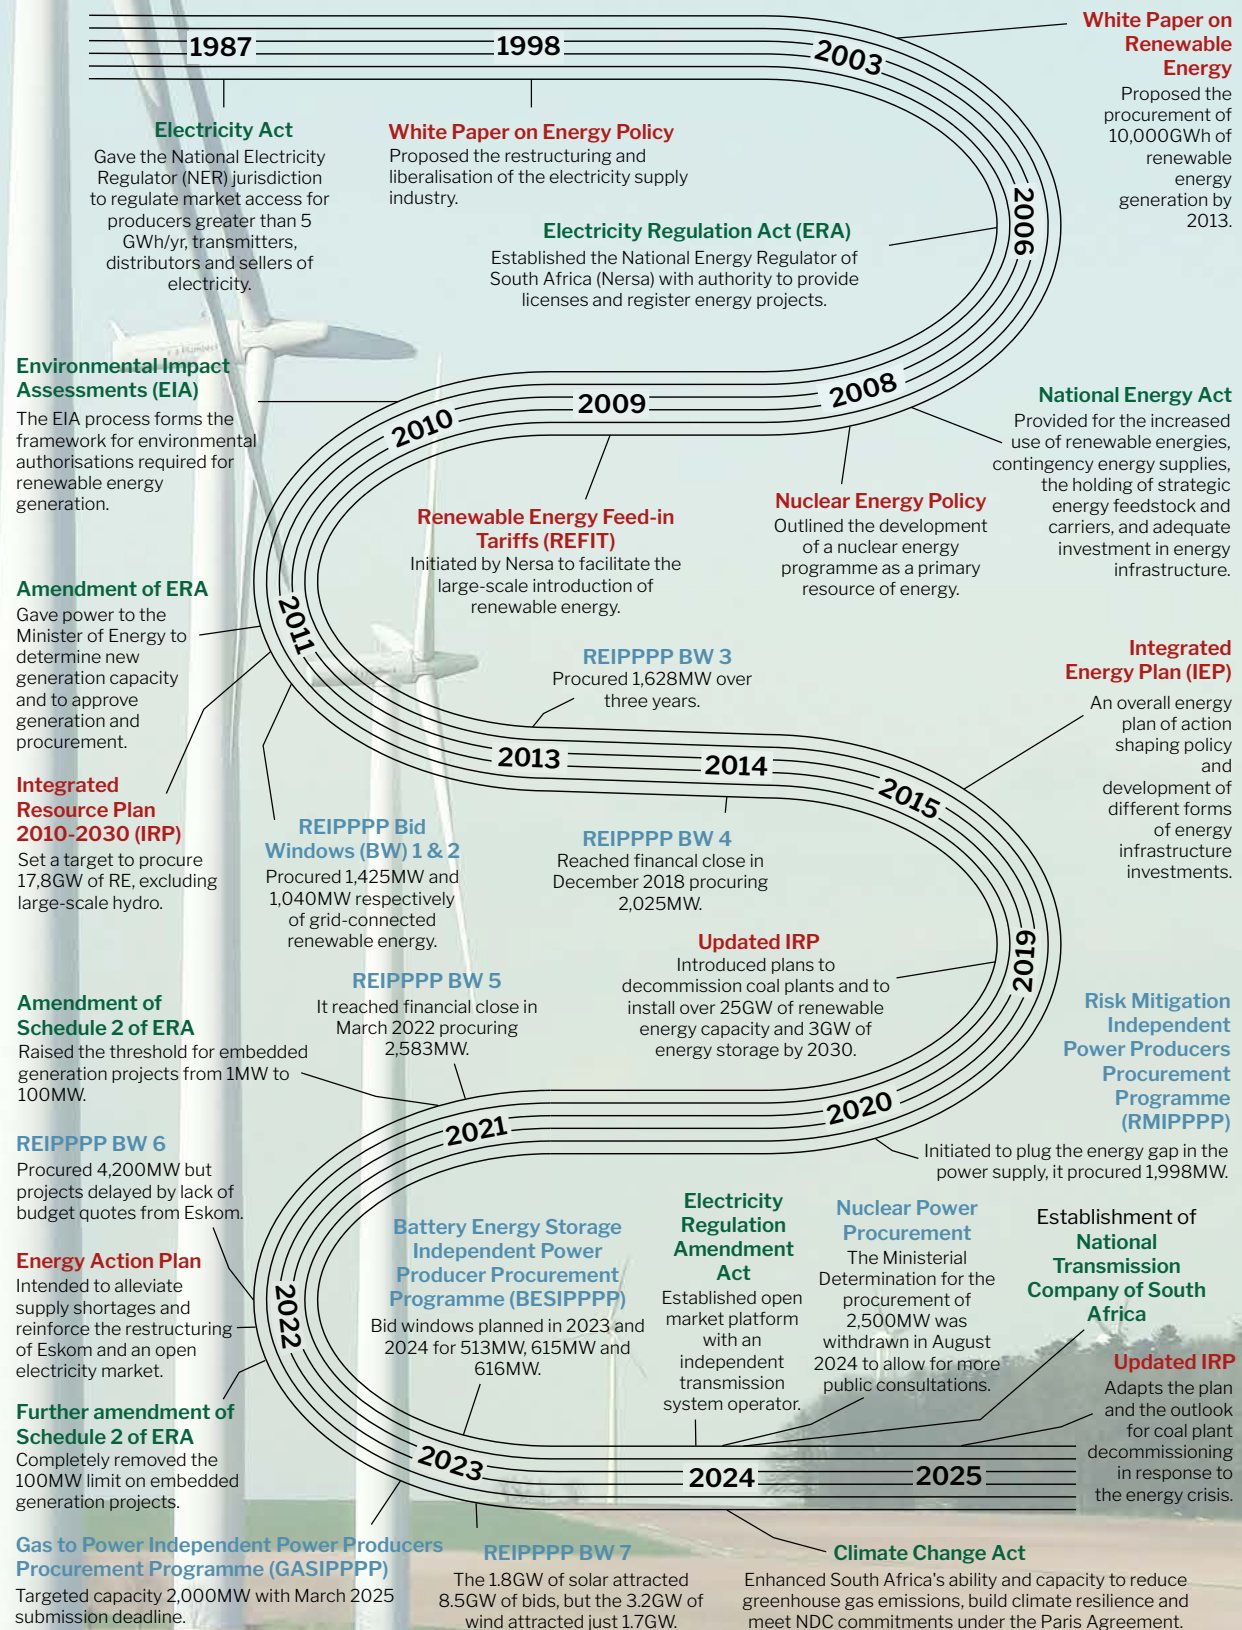 1987
1998
2003
White Paper on
Renewable
Energy
Proposed the
procurement of
10,000GWh of
renewable
energy
generation by
2013.
Electricity Act
Gave the National Electricity
Regulator (NER) jurisdiction
to regulate market access for
producers greater than 5
GWh/yr, transmitters,
distributors and sellers of
electricity.
White Paper on Energy Policy
Proposed the restructuring and
liberalisation of the electricity supply
industry.
2006
Electricity Regulation Act (ERA)
Established the National Energy Regulator of
South Africa (Nersa) with authority to provide
licenses and register energy projects.
Environmental Impact
Assessments (EIA)
The EIA process forms the
framework for environmental
authorisations required for
renewable energy
generation.
2010
2009
2008
National Energy Act
Provided for the increased
use of renewable energies,
contingency energy supplies,
the holding of strategic
energy feedstock and
carriers, and adequate
investment in energy
infrastructure.
Renewable Energy Feed-in
Tariffs (REFIT)
Initiated by Nersa to facilitate the
large-scale introduction of
renewable energy.
Nuclear Energy Policy
Outlined the development
of a nuclear energy
programme as a primary
resource of energy.
Amendment of ERA
Gave power to the
Minister of Energy to
determine new
generation capacity
and to approve
generation and
procurement.
2011
REIPPPP BW 3
Procured 1,628MW over
three years.
Integrated
Energy Plan (IEP)
An overall energy
plan of action
shaping policy
and
development of
different forms
of energy
infrastructure
investments.
2013
2014
2015
Integrated
Resource Plan
2010-2030 (IRP)
Set a target to procure
17,8GW of RE, excluding
large-scale hydro.
REIPPPP Bid
Windows (BW) 1 & 2
Procured 1,425MW and
1,040MW respectively
of grid-connected
renewable energy.
REIPPPP BW 4
Reached financal close in
December 2018 procuring
2,025MW.
Updated IRP
Introduced plans to
decommission coal plants and to
install over 25GW of renewable
energy capacity and 3GW of
energy storage by 2030.
2019
REIPPPP BW 5
It reached financial close in
March 2022 procuring
2,583MW.
Amendment of
Schedule 2 of ERA
Raised the threshold for embedded
generation projects from 1MW to
100MW.
Risk Mitigation
Independent
Power Producers
Procurement
Programme
(RMIPPPP)
Initiated to plug the energy gap in the
power supply, it procured 1,998MW.
2021
2020
REIPPPP BW 6
Procured 4,200MW but
projects delayed by lack of
budget quotes from Eskom.
Energy Action Plan
Intended to alleviate
supply shortages and
reinforce the restructuring
of Eskom and an open
electricity market.
2022
Battery Energy Storage
Independent Power
Producer Procurement
Programme (BESIPPPP)
Bid windows planned in 2023 and
2024 for 513MW, 615MW and
616MW.
Electricity
Regulation
Amendment
Act
Established open
market platform
with an
independent
transmission
system operator.
Nuclear Power
Procurement
The Ministerial
Determination for the
procurement of
2,500MW was
withdrawn in August
2024 to allow for more
public consultations.
Establishment of
National
Transmission
Company of South
Africa
Updated IRP
Adapts the plan
and the outlook
for coal plant
decommissioning
in response to
the energy crisis.
Further amendment of
Schedule 2 of ERA
Completely removed the
100MW limit on embedded
generation projects.
2023
2024
2025
Gas to Power Independent Power Producers
Procurement Programme (GASIPPPP)
Targeted capacity 2,000MW with March 2025
submission deadline.
REIPPPP BW 7
The 1.8GW of solar attracted
8.5GW of bids, but the 3.2GW of
wind attracted just 1.7GW.
Climate Change Act
Enhanced South Africa's ability and capacity to reduce
greenhouse gas emissions, build climate resilience and
meet NDC commitments under the Paris Agreement.